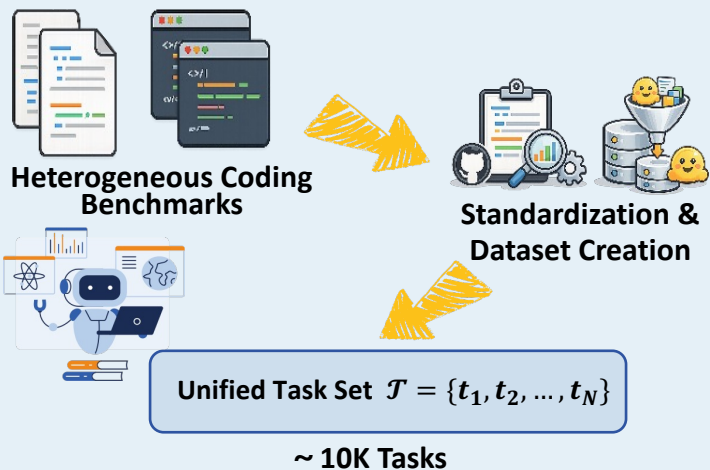 <>/|
<>/|
Heterogeneous Coding
Benchmarks
Standardization &
Dataset Creation
Unified Task Set 𝒯 = {t₁, t₂, ..., t_N}
~ 10K Tasks